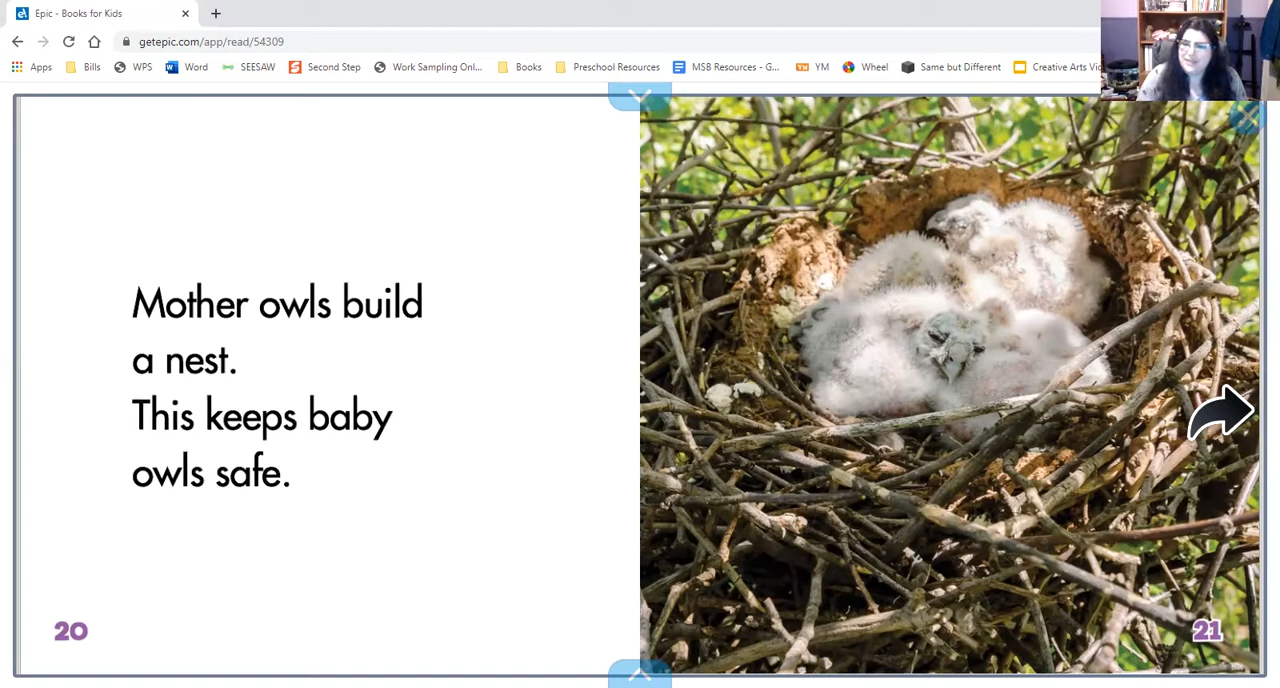 Epic - Books for Kids
getepic.com/app/read/54309
Apps Bills WPS Word SEESAW Second Step Work Sampling Onl... Books Preschool Resources MSB Resources - G... YM Wheel Same but Different Creative Arts Vi
Mother owls build
a nest.
This keeps baby
owls safe.
20
21